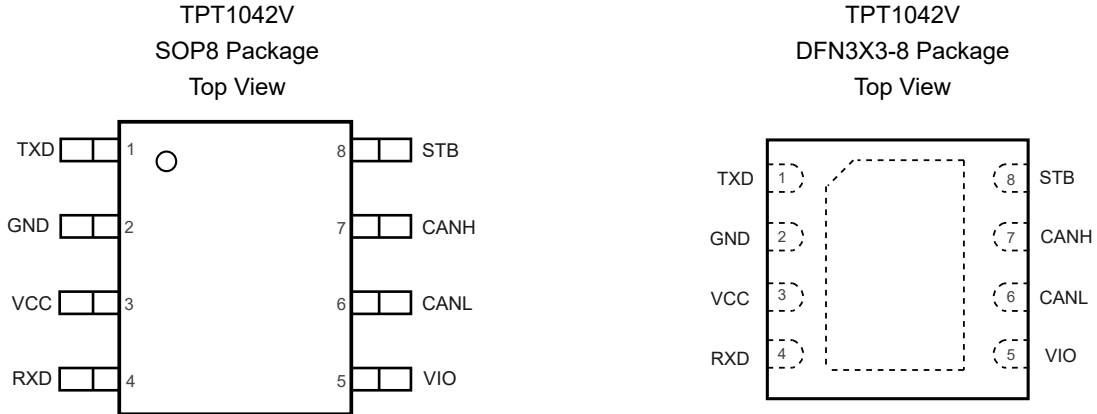 TPT1042V
SOP8 Package
Top View
TXD 1 8 STB
GND 2 7 CANH
VCC 3 6 CANL
RXD 4 5 VIO
TPT1042V
DFN3X3-8 Package
Top View
TXD 1 8 STB
GND 2 7 CANH
VCC 3 6 CANL
RXD 4 5 VIO